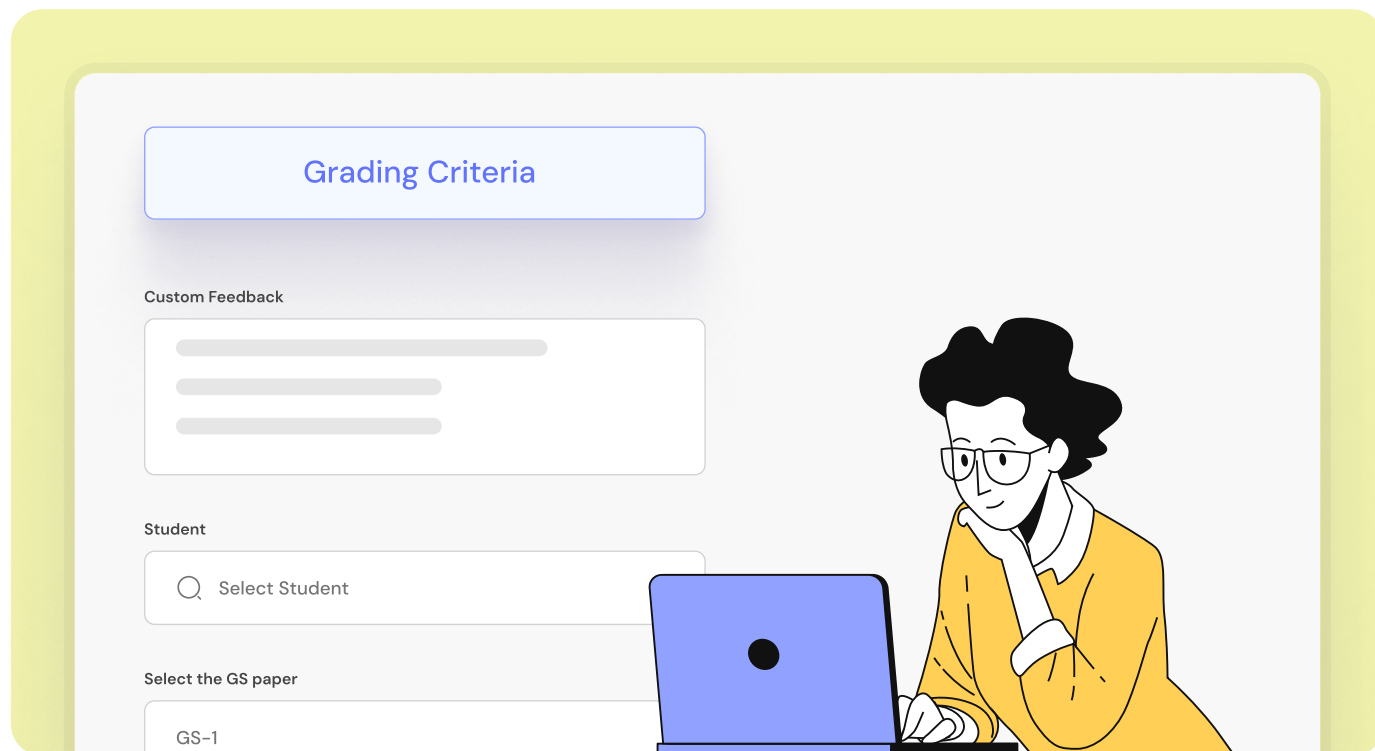 Grading Criteria
Custom Feedback
Student
Select Student
Select the GS paper
GS-1